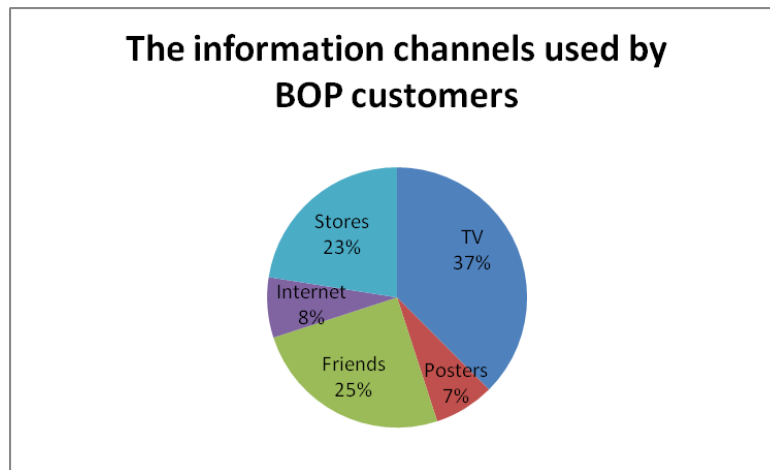 The information channels used by
BOP customers
Stores
23%
TV
37%
Internet
8%
Friends
25%
Posters
7%